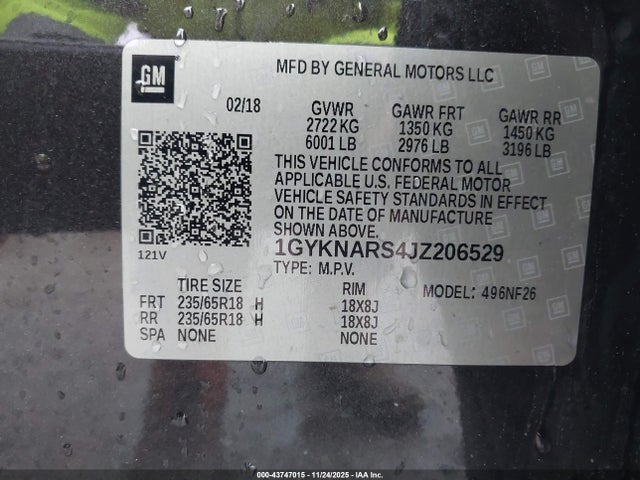 GM
MFD BY GENERAL MOTORS LLC
02/18 GVWR GAWR FRT GAWR RR
2722 KG 1350 KG 1450 KG
6001 LB 2976 LB 3196 LB
THIS VEHICLE CONFORMS TO ALL
APPLICABLE U.S. FEDERAL MOTOR
VEHICLE SAFETY STANDARDS IN EFFECT
ON THE DATE OF MANUFACTURE
SHOWN ABOVE.
121V
1GYKNARS4JZ206529
TYPE: M.P.V.
TIRE SIZE RIM MODEL: 496NF26
FRT 235/65R18 H 18X8J
RR 235/65R18 H 18X8J
SPA NONE NONE
000-43747015 - 11/24/2025 - IAA Inc.